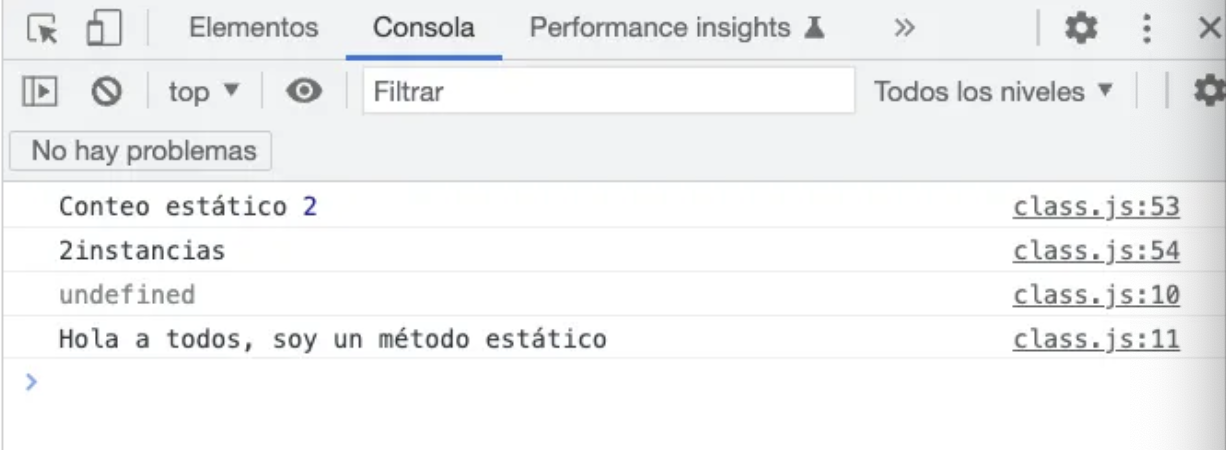 Elementos Consola Performance insights
top Filtrar Todos los niveles
No hay problemas
Conteo estático 2 class.js:53
2instancias class.js:54
undefined class.js:10
Hola a todos, soy un método estático class.js:11